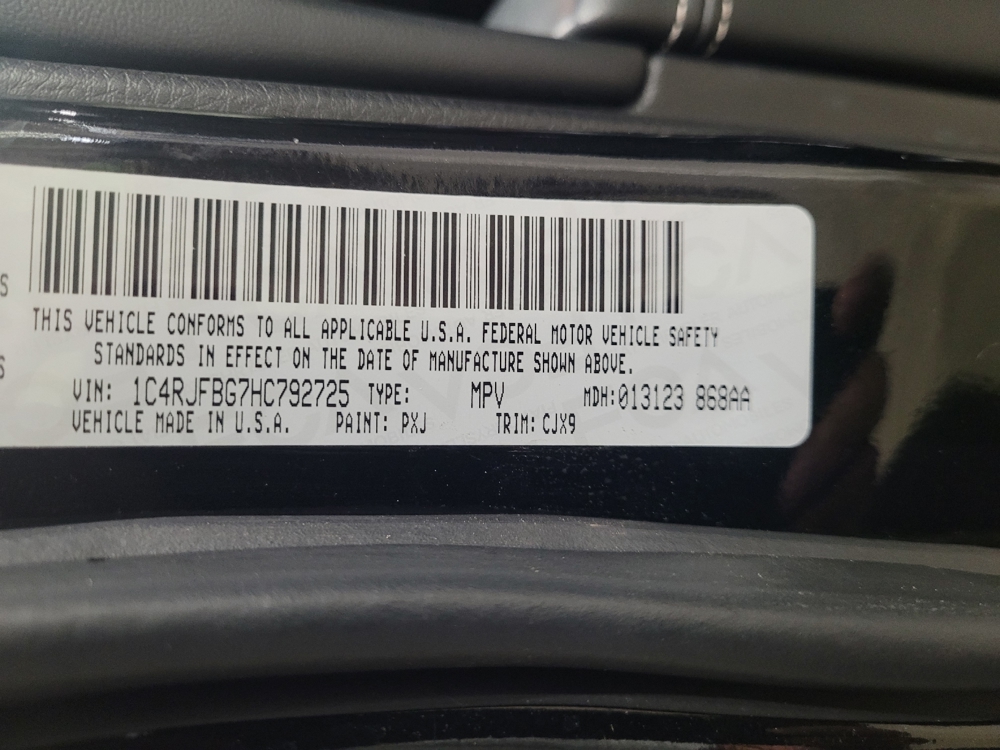 S
THIS VEHICLE CONFORMS TO ALL APPLICABLE U.S.A. FEDERAL MOTOR VEHICLE SAFETY
S
STANDARDS IN EFFECT ON THE DATE OF MANUFACTURE SHOWN ABOVE.
VIN: 1C4RJFBG7HC792725 TYPE: MPV MDH:013123 868AA
VEHICLE MADE IN U.S.A. PAINT: PXJ TRIM: CJX9